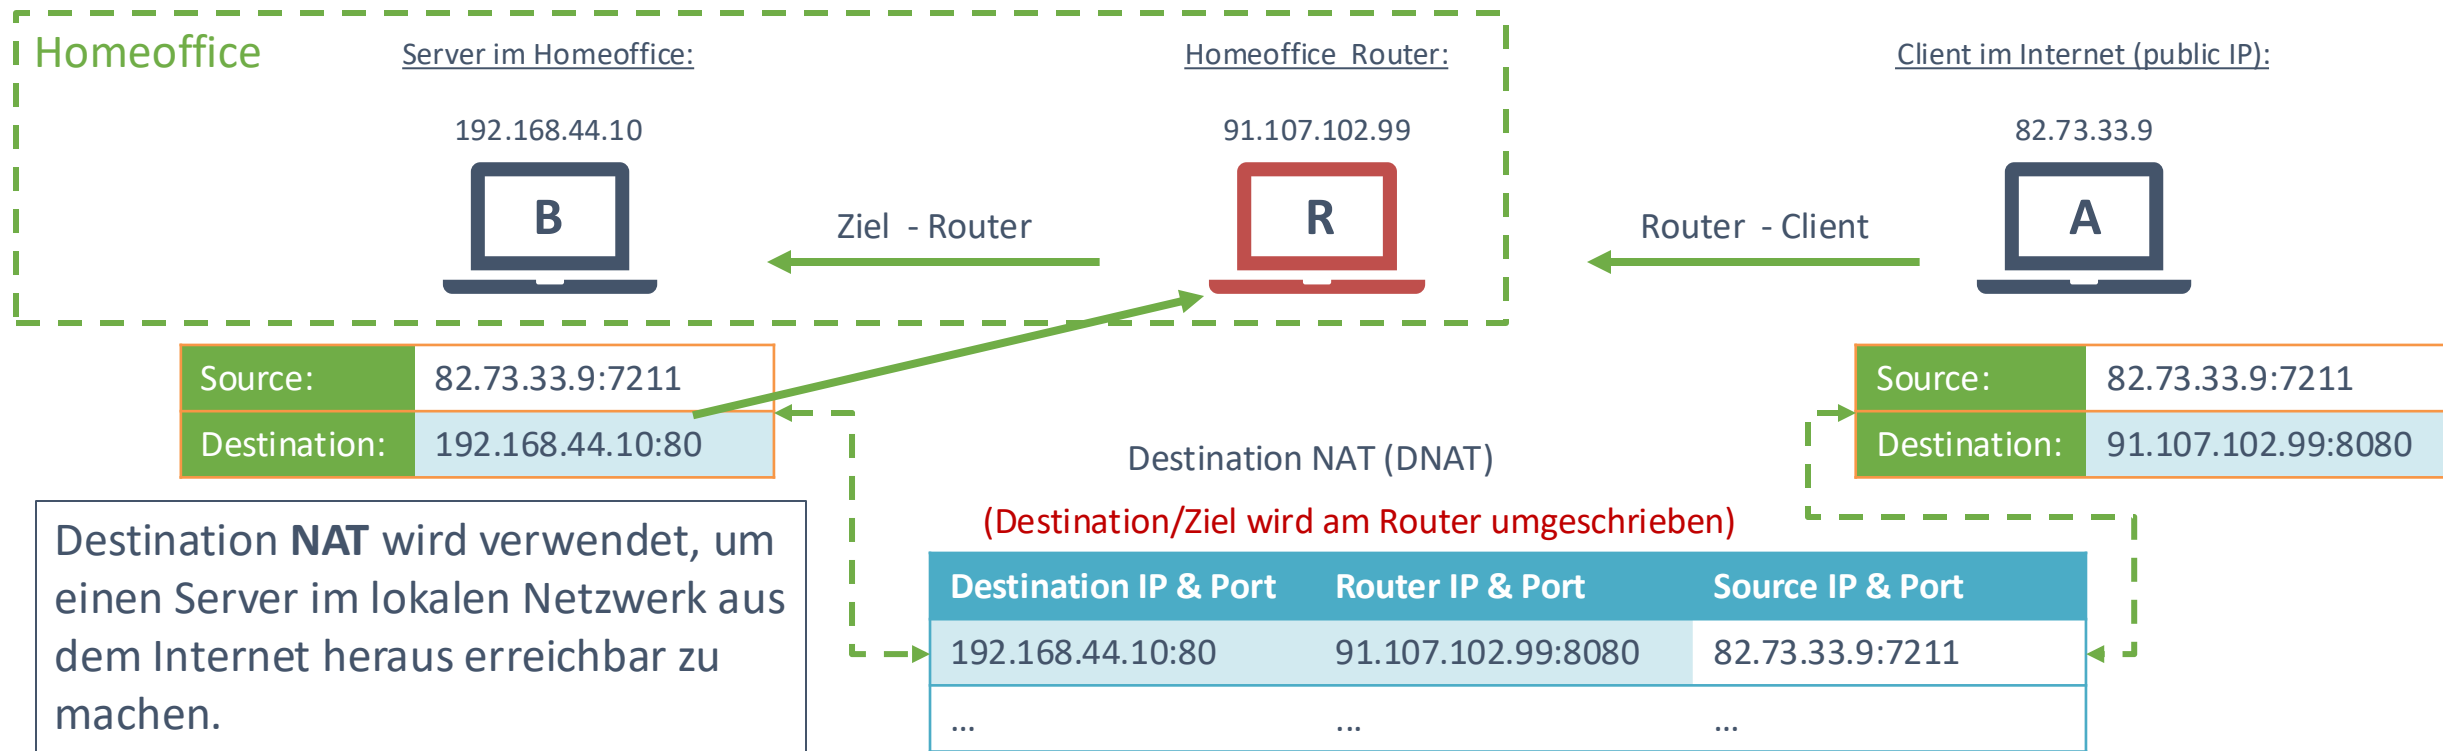 Homeoffice
Server im Homeoffice:
Homeoffice Router:
Client im Internet (public IP):
192.168.44.10
91.107.102.99
82.73.33.9
B
R
A
Ziel - Router
Router - Client
Source: 82.73.33.9:7211
Destination: 192.168.44.10:80
Source: 82.73.33.9:7211
Destination: 91.107.102.99:8080
Destination NAT (DNAT)
(Destination/Ziel wird am Router umgeschrieben)
Destination NAT wird verwendet, um
einen Server im lokalen Netzwerk aus
dem Internet heraus erreichbar zu
machen.
Destination IP & Port Router IP & Port Source IP & Port
192.168.44.10:80 91.107.102.99:8080 82.73.33.9:7211
... ... ...